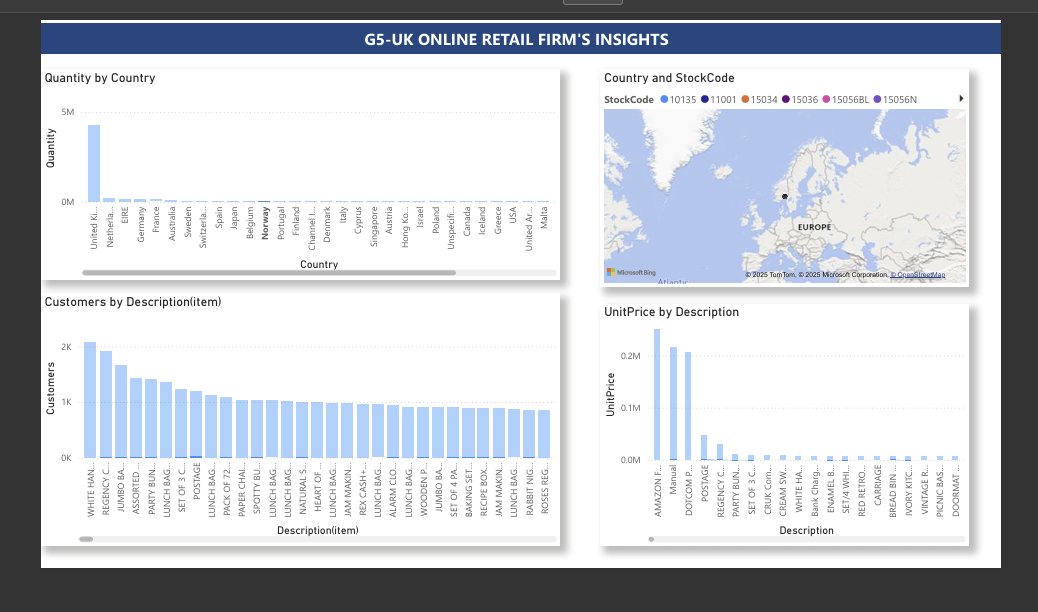 G5-UK ONLINE RETAIL FIRM'S INSIGHTS
Quantity by Country
5M
0M
Quantity
United Ki...
Netherla...
EIRE
Germany
France
Australia
Sweden
Switzerla...
Spain
Japan
Belgium
Norway
Portugal
Finland
Channel I...
Denmark
Italy
Cyprus
Singapore
Austria
Hong Ko...
Israel
Poland
Unspecifi...
Canada
Iceland
Greece
USA
United Ar...
Malta
Country
Country and StockCode
StockCode 10135 11001 15034 15036 15056BL 15056N
EUROPE
Microsoft Bing
Atlantic
© 2025 TomTom, © 2025 Microsoft Corporation, © OpenStreetMap
Customers by Description(item)
2K
1K
0K
Customers
WHITE HAN...
REGENCY C...
JUMBO BA...
ASSORTED ...
PARTY BUN...
LUNCH BAG...
SET OF 3 C...
POSTAGE
LUNCH BAG...
PACK OF 72...
PAPER CHAI...
SPOTTY BU...
LUNCH BAG...
LUNCH BAG...
NATURAL S...
HEART OF ...
LUNCH BAG...
JAM MAKIN...
REX CASH+...
LUNCH BAG...
ALARM CLO...
LUNCH BAG...
WOODEN P...
JUMBO BA...
SET OF 4 PA...
BAKING SET...
RECIPE BOX...
JAM MAKIN...
LUNCH BAG...
RABBIT NIG...
ROSES REG...
Description(item)
UnitPrice by Description
0.2M
0.1M
0.0M
UnitPrice
AMAZON F...
Manual
DOTCOM P...
POSTAGE
REGENCY C...
PARTY BUN...
SET OF 3 C...
CRUK Com...
CREAM SW...
WHITE HA...
Bank Charg...
ENAMEL B...
SET/4 WHI...
RED RETRO...
CARRIAGE
BREAD BIN ...
IVORY KITC...
VINTAGE R...
PICNIC BAS...
DOORMAT ...
Description